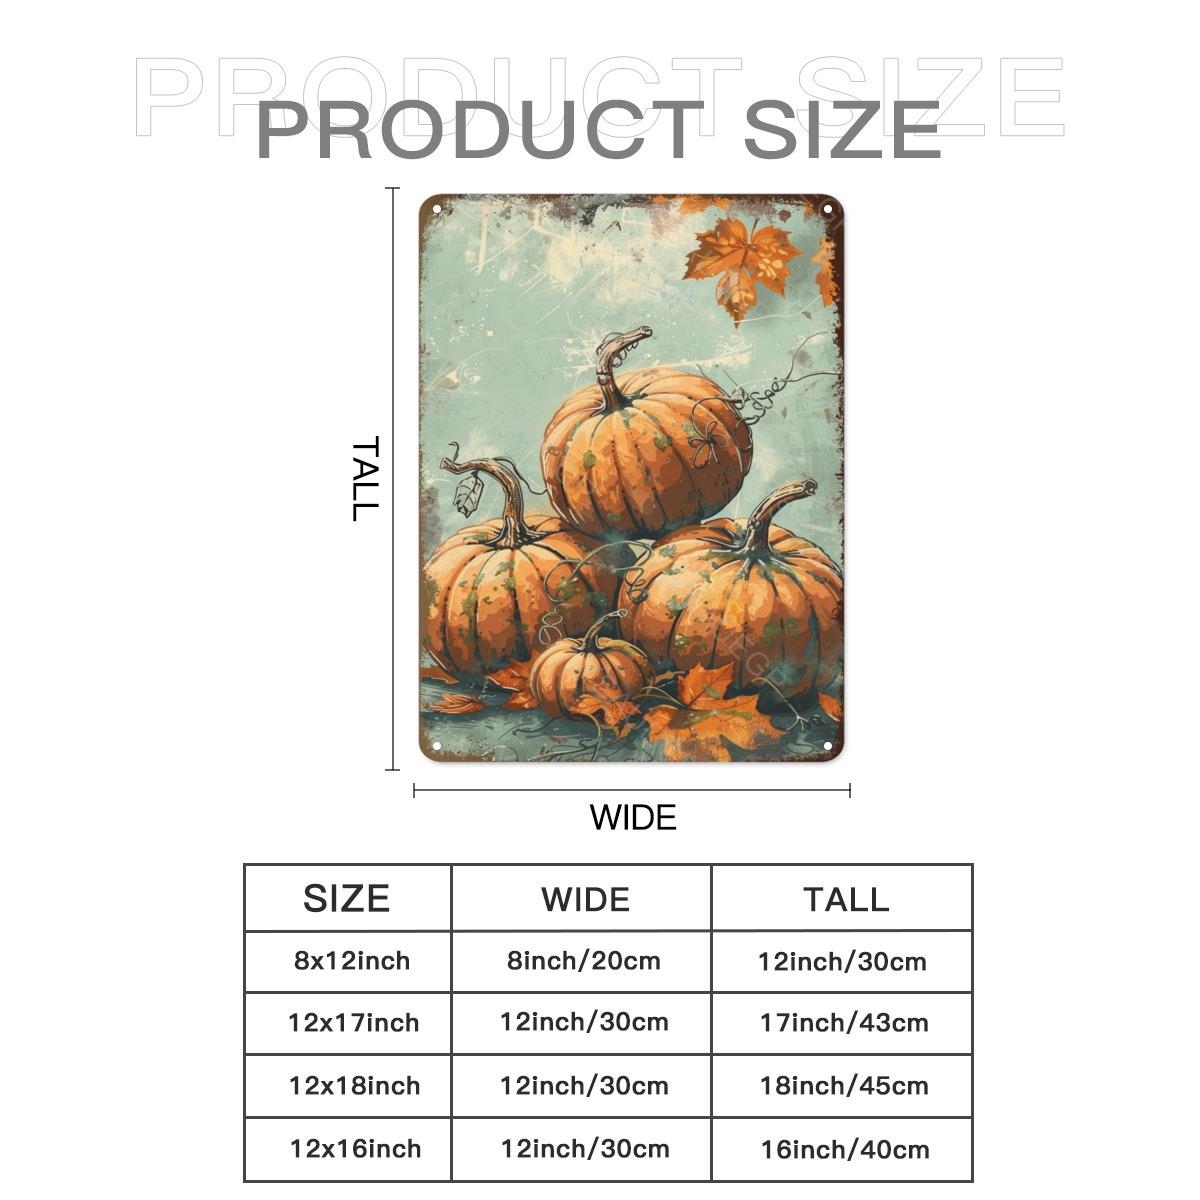 PRODUCT SIZE
PRODUCT SIZE
TALL
WIDE
SIZE WIDE TALL
8x12inch 8inch/20cm 12inch/30cm
12x17inch 12inch/30cm 17inch/43cm
12x18inch 12inch/30cm 18inch/45cm
12x16inch 12inch/30cm 16inch/40cm